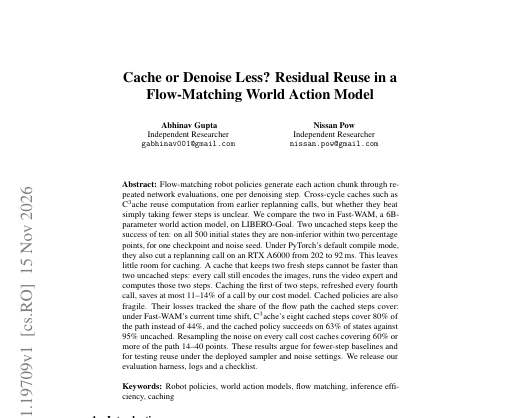 Cache or Denoise Less? Residual Reuse in a
Flow-Matching World Action Model
Abhinav Gupta
Independent Researcher
gabhinav001@gmail.com
Nissan Pow
Independent Researcher
nissan.pow@gmail.com
1.19709v1 [cs.RO] 15 Nov 2026
Abstract: Flow-matching robot policies generate each action chunk through re-
peated network evaluations, one per denoising step. Cross-cycle caches such as
C³ache reuse computation from earlier replanning calls, but whether they beat
simply taking fewer steps is unclear. We compare the two in Fast-WAM, a 6B-
parameter world action model, on LIBERO-Goal. Two uncached steps keep the
success of ten: on all 500 initial states they are non-inferior within two percentage
points, for one checkpoint and noise seed. Under PyTorch's default compile mode,
they also cut a replanning call on an RTX A6000 from 202 to 92 ms. This leaves
little room for caching. A cache that keeps two fresh steps cannot be faster than
two uncached steps: every call still encodes the images, runs the video expert and
computes those two steps. Caching the first of two steps, refreshed every fourth
call, saves at most 11–14% of a call by our cost model. Cached policies are also
fragile. Their losses tracked the share of the flow path the cached steps cover:
under Fast-WAM's current time shift, C³ache's eight cached steps cover 80% of
the path instead of 44%, and the cached policy succeeds on 63% of states against
95% uncached. Resampling the noise on every call cost caches covering 60% or
more of the path 14–40 points. These results argue for fewer-step baselines and
for testing reuse under the deployed sampler and noise settings. We release our
evaluation harness, logs and a checklist.
Keywords: Robot policies, world action models, flow matching, inference effi-
ciency, caching